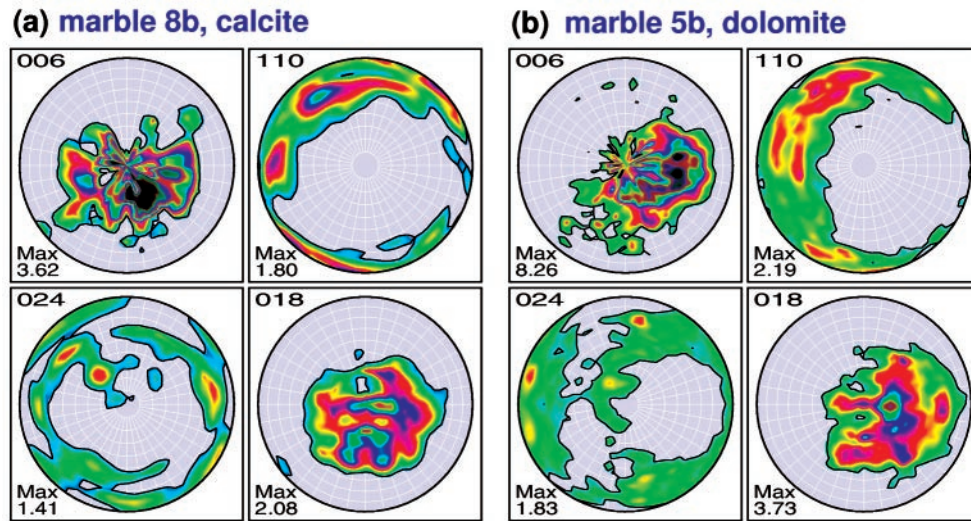 (a) marble 8b, calcite
006
Max
3.62
110
Max
1.80
024
Max
1.41
018
Max
2.08
(b) marble 5b, dolomite
006
Max
8.26
110
Max
2.19
024
Max
1.83
018
Max
3.73